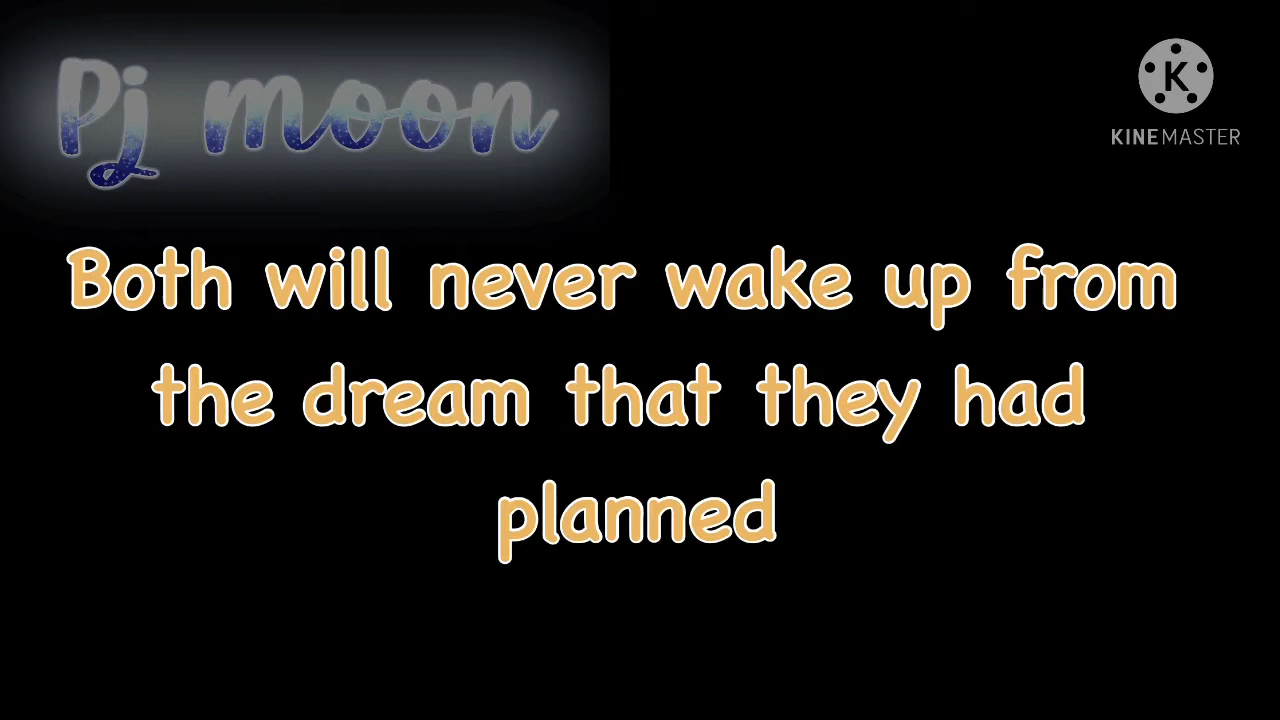 Pj moon
K
KINEMASTER
Both will never wake up from
the dream that they had
planned